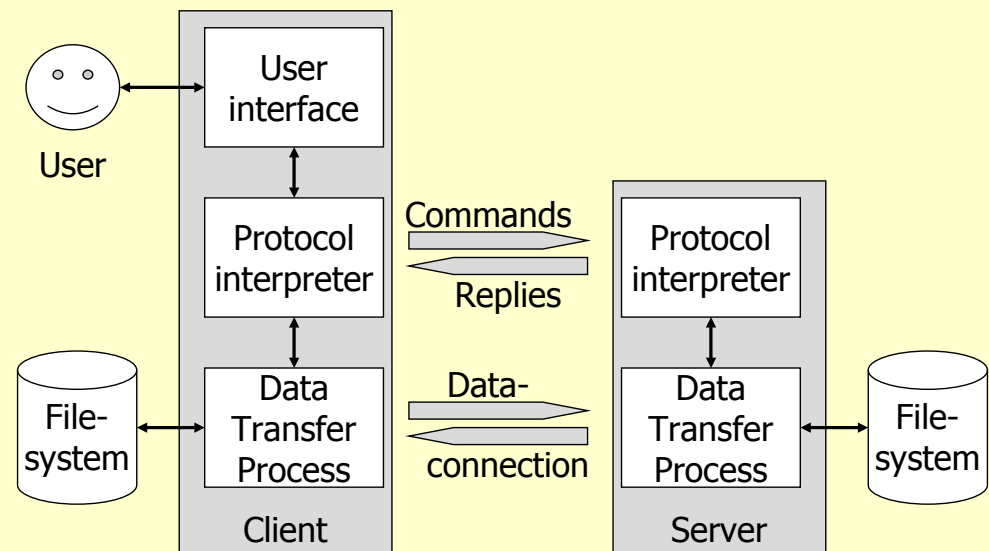 User
interface
User
Protocol
interpreter
Commands
Replies
Protocol
interpreter
File-
system
Data
Transfer
Process
Data-
connection
Data
Transfer
Process
File-
system
Client
Server